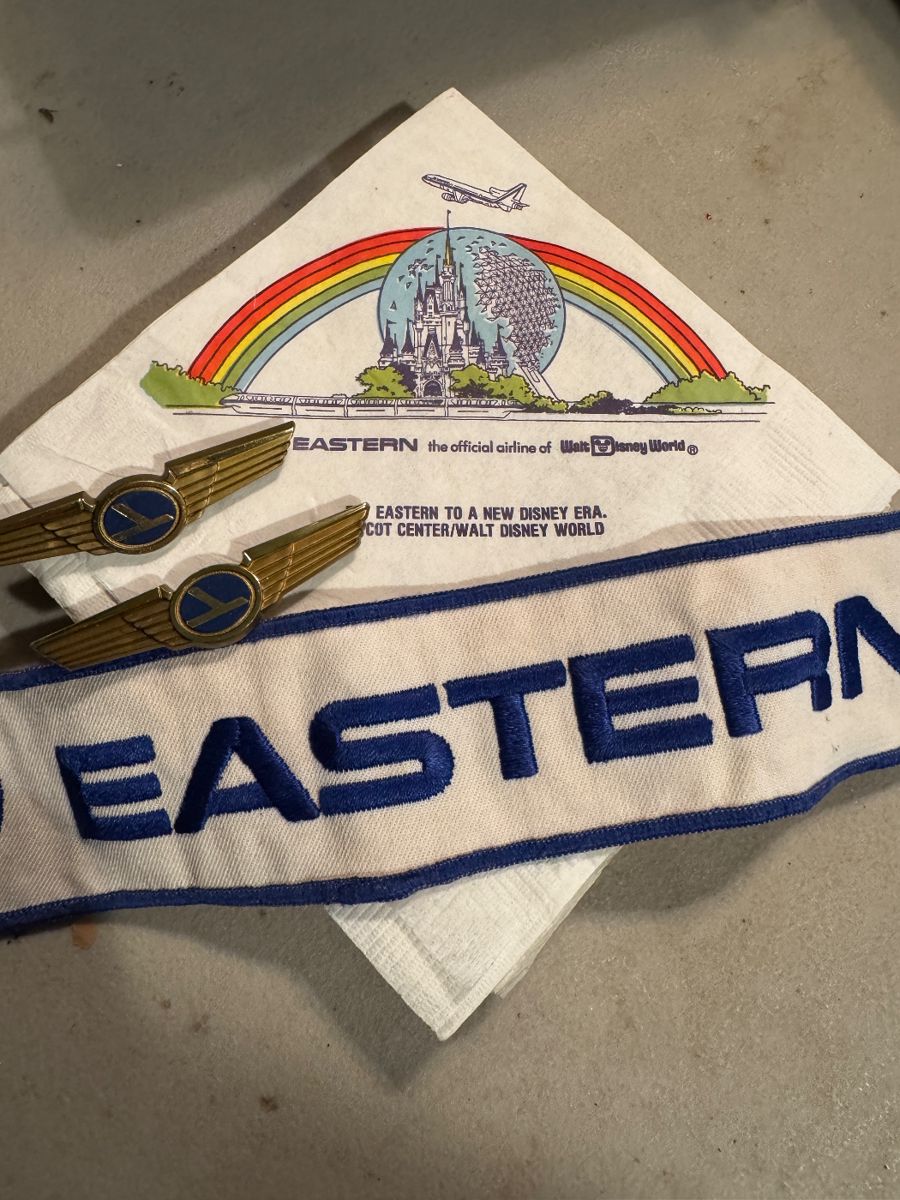 EASTERN the official airline of Walt Disney World®
EASTERN TO A NEW DISNEY ERA.
COT CENTER/WALT DISNEY WORLD
EASTERN